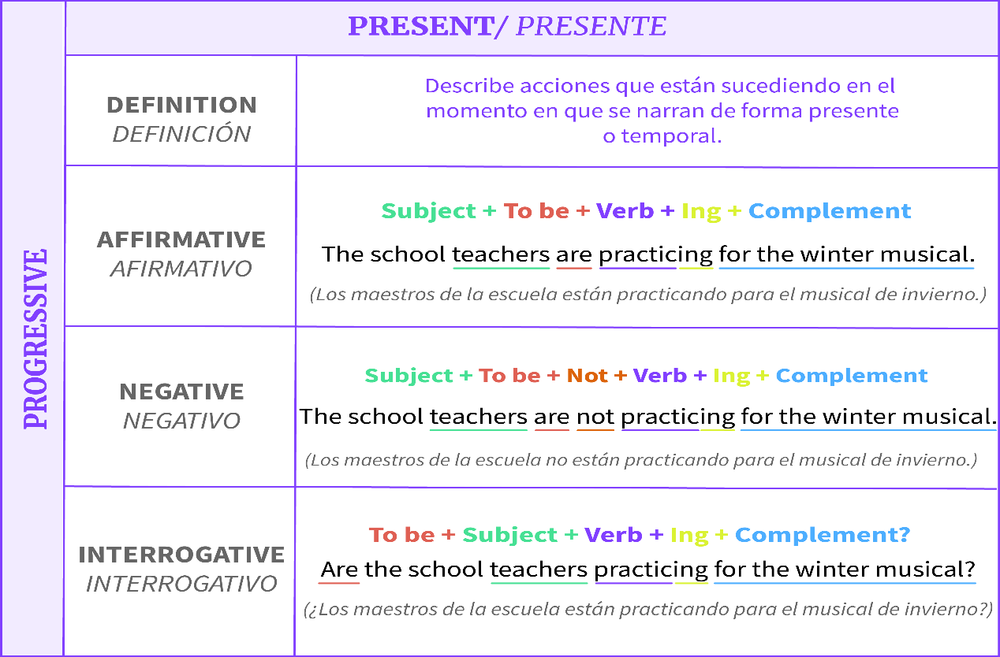 PRESENT/ PRESENTE
PROGRESSIVE
DEFINITION
DEFINICIÓN
Describe acciones que están sucediendo en el
momento en que se narran de forma presente
o temporal.
AFFIRMATIVE
AFIRMATIVO
Subject + To be + Verb + Ing + Complement
The school teachers are practicing for the winter musical.
(Los maestros de la escuela están practicando para el musical de invierno.)
NEGATIVE
NEGATIVO
Subject + To be + Not + Verb + Ing + Complement
The school teachers are not practicing for the winter musical.
(Los maestros de la escuela no están practicando para el musical de invierno.)
INTERROGATIVE
INTERROGATIVO
To be + Subject + Verb + Ing + Complement?
Are the school teachers practicing for the winter musical?
(¿Los maestros de la escuela están practicando para el musical de invierno?)